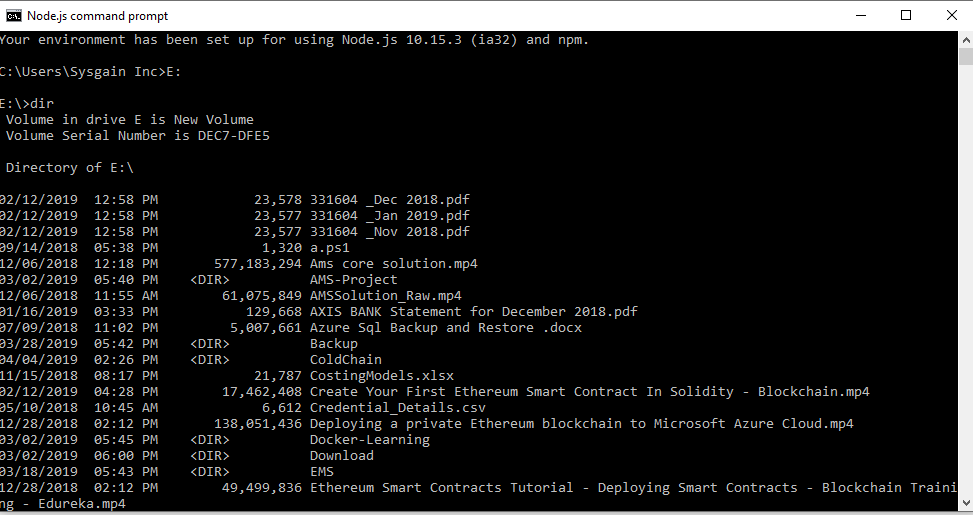 Node.js command prompt
Your environment has been set up for using Node.js 10.15.3 (ia32) and npm.
C:\Users\Sysgain Inc>E:
E:\>dir
 Volume in drive E is New Volume
 Volume Serial Number is DEC7-DFE5
 Directory of E:\
02/12/2019  12:58 PM            23,578 331604 _Dec 2018.pdf
02/12/2019  12:58 PM            23,577 331604 _Jan 2019.pdf
02/12/2019  12:58 PM            23,577 331604 _Nov 2018.pdf
09/14/2018  05:38 PM             1,320 a.ps1
12/06/2018  12:18 PM       577,183,294 Ams core solution.mp4
03/02/2019  05:40 PM    <DIR>          AMS-Project
12/06/2018  11:55 AM        61,075,849 AMSSolution_Raw.mp4
01/16/2019  03:33 PM           129,668 AXIS BANK Statement for December 2018.pdf
07/09/2018  11:02 PM         5,007,661 Azure Sql Backup and Restore .docx
03/28/2019  05:42 PM    <DIR>          Backup
04/04/2019  02:26 PM    <DIR>          ColdChain
11/15/2018  08:17 PM            21,787 CostingModels.xlsx
02/12/2019  04:28 PM        17,462,408 Create Your First Ethereum Smart Contract In Solidity - Blockchain.mp4
05/10/2018  10:45 AM             6,612 Credential_Details.csv
12/28/2018  02:12 PM       138,051,436 Deploying a private Ethereum blockchain to Microsoft Azure Cloud.mp4
03/02/2019  05:45 PM    <DIR>          Docker-Learning
03/02/2019  06:00 PM    <DIR>          Download
03/18/2019  05:43 PM    <DIR>          EMS
12/28/2018  02:12 PM        49,499,836 Ethereum Smart Contracts Tutorial - Deploying Smart Contracts - Blockchain Traini
ng - Edureka.mp4